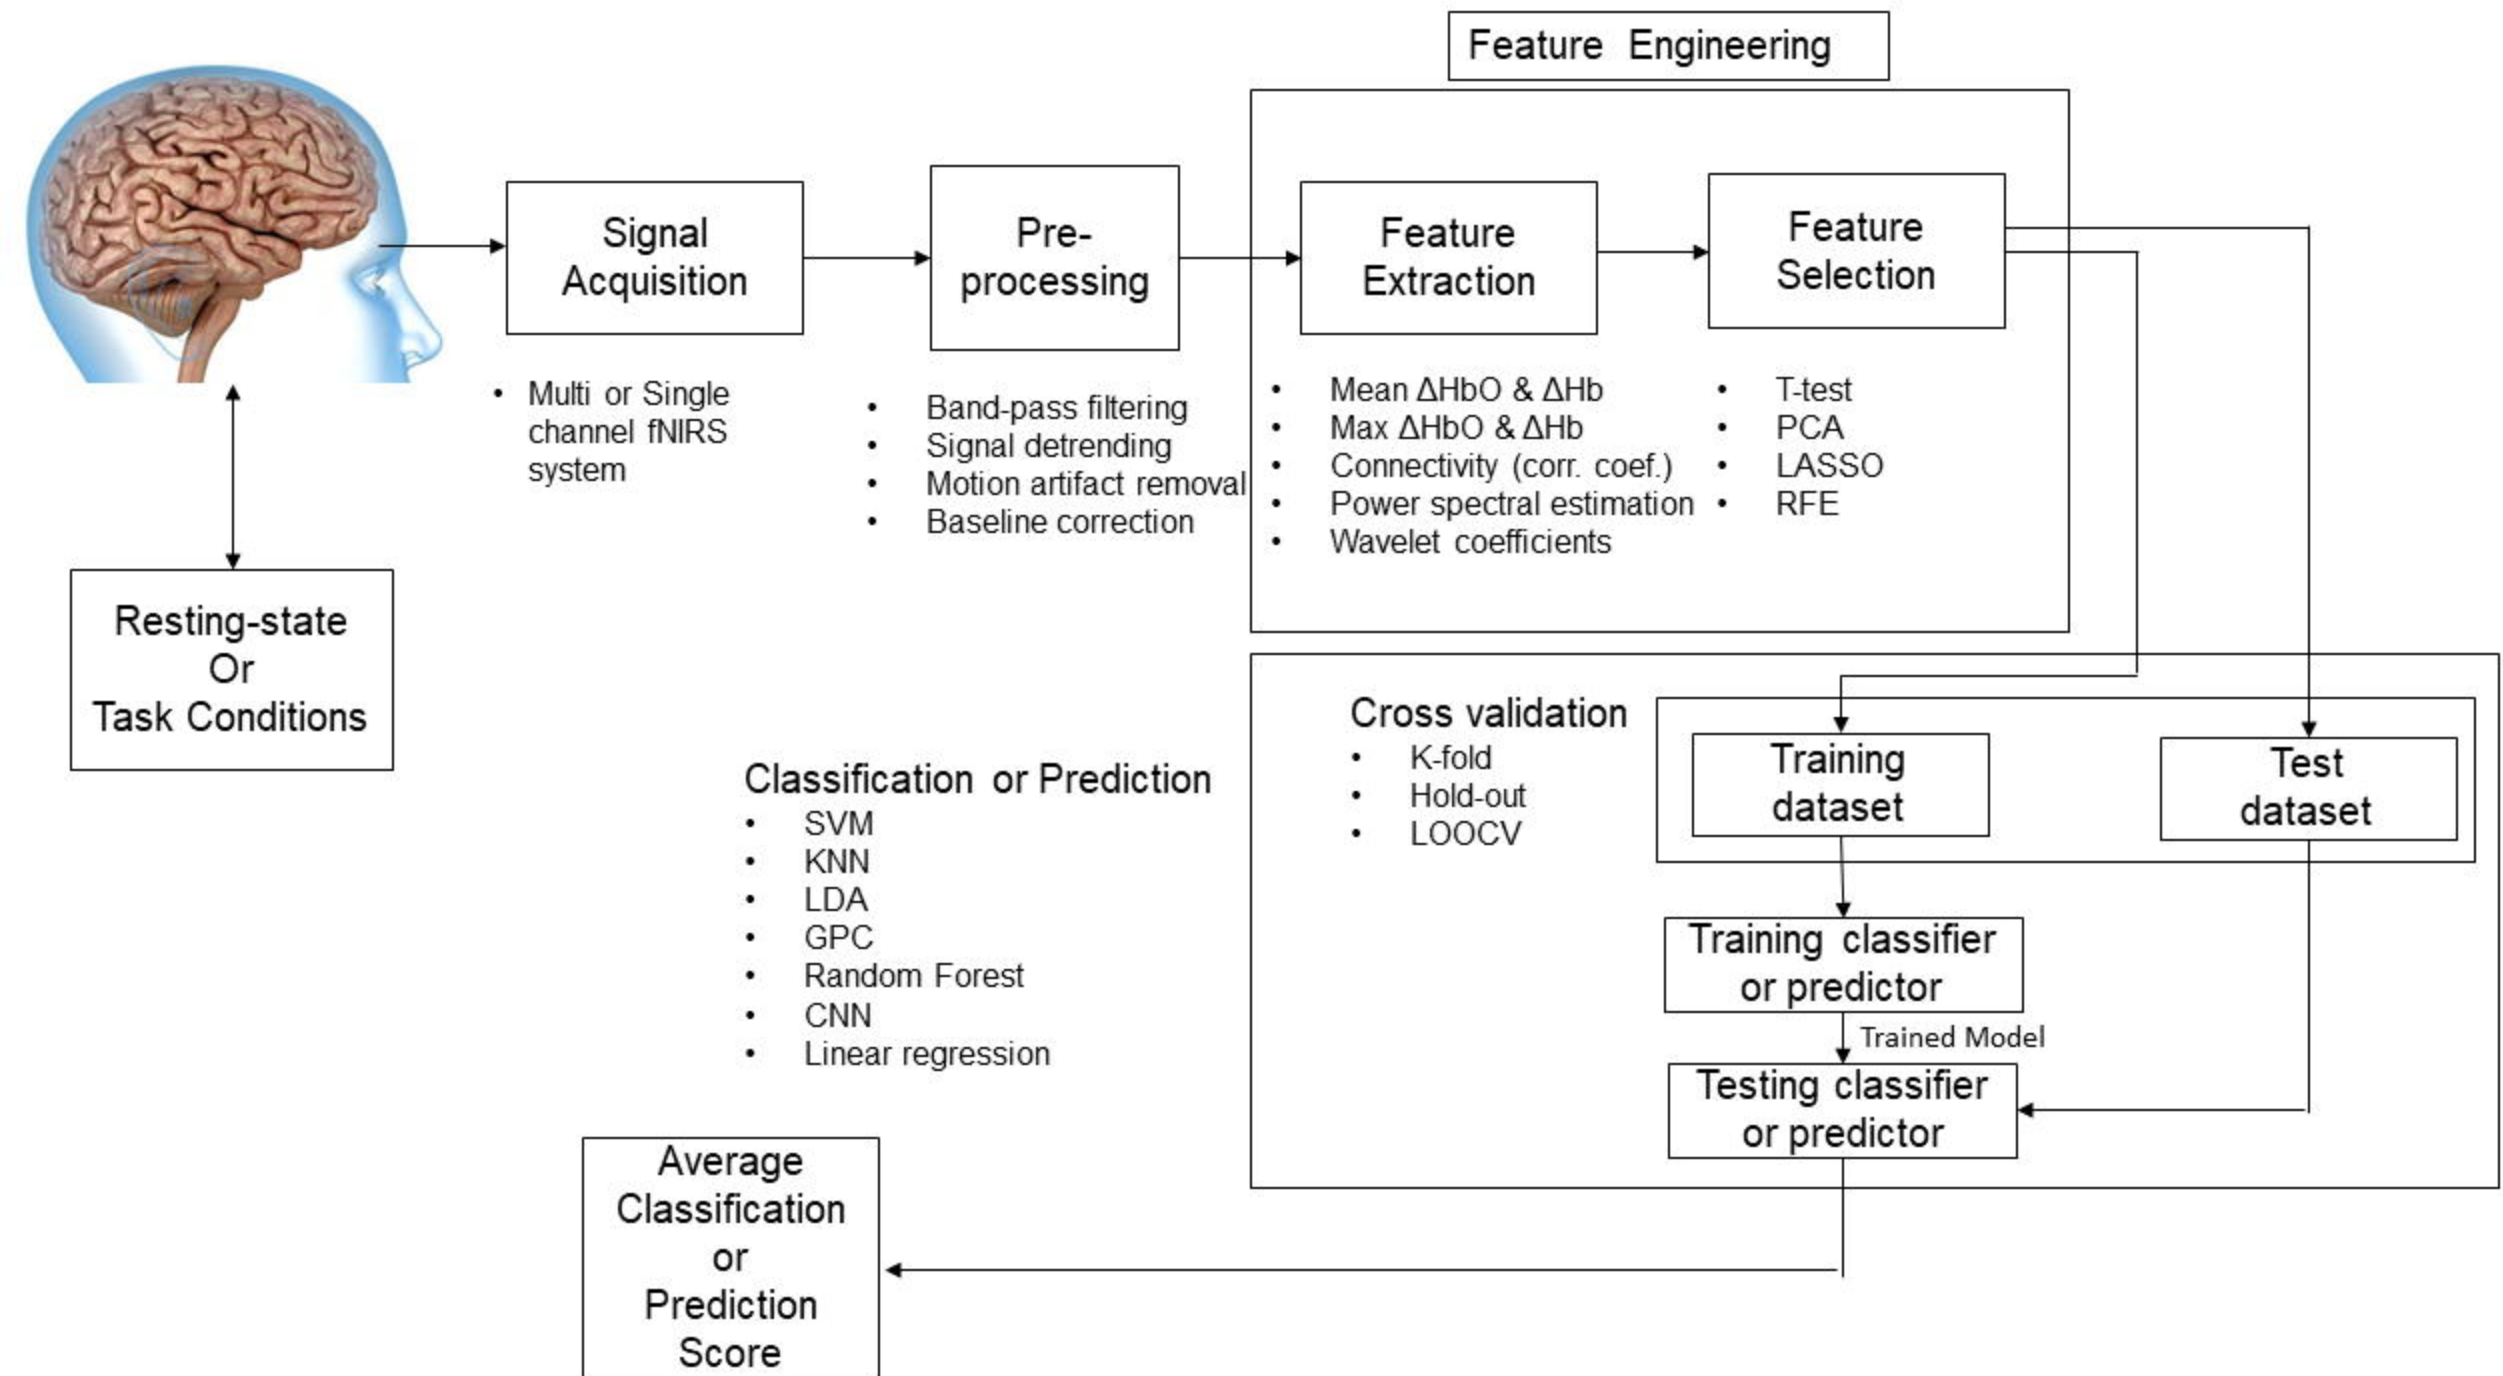 Feature Engineering
Signal
Acquisition
Pre-
processing
Feature
Extraction
Feature
Selection
• Multi or Single
channel fNIRS
system
• Band-pass filtering
• Signal detrending
• Motion artifact removal
• Baseline correction
• Mean ΔHbO & ΔHb
• Max ΔHbO & ΔHb
• Connectivity (corr. coef.)
• Power spectral estimation
• Wavelet coefficients
• T-test
• PCA
• LASSO
• RFE
Resting-state
Or
Task Conditions
Classification or Prediction
• SVM
• KNN
• LDA
• GPC
• Random Forest
• CNN
• Linear regression
Cross validation
• K-fold
• Hold-out
• LOOCV
Training
dataset
Test
dataset
Training classifier
or predictor
Trained Model
Testing classifier
or predictor
Average
Classification
or
Prediction
Score